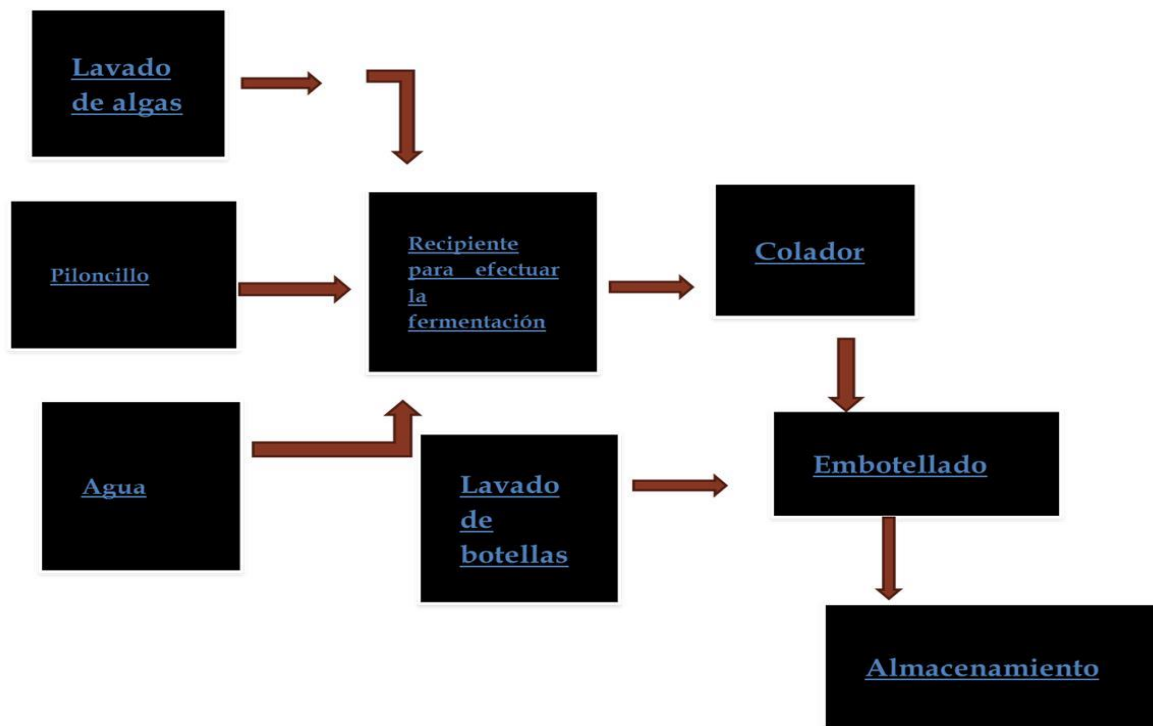 Lavado
de algas
Piloncillo
Agua
Recipiente
para efectuar
la
fermentación
Lavado
de
botellas
Colador
Embotellado
Almacenamiento